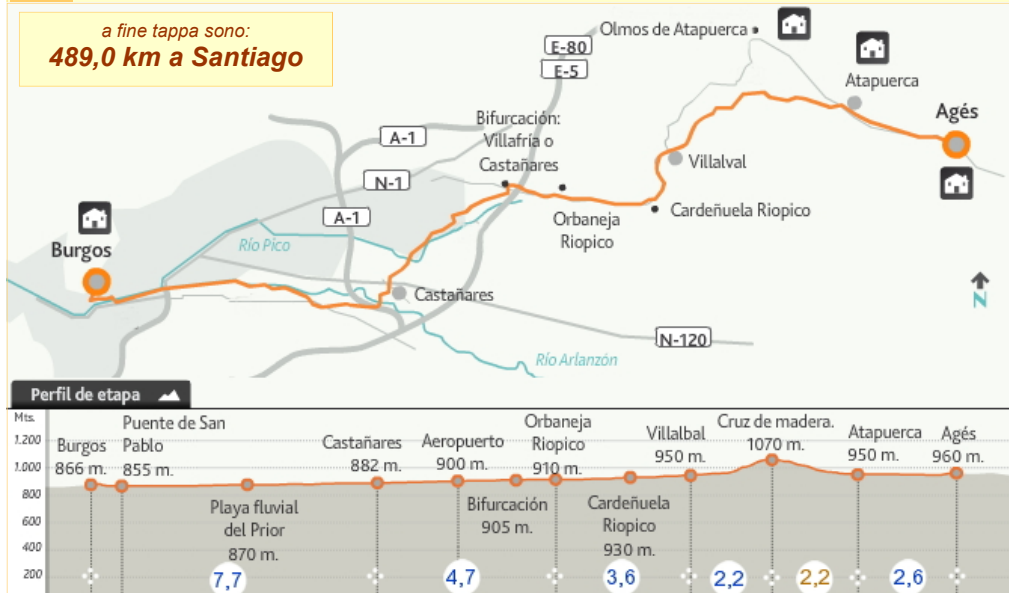 a fine tappa sono:
489,0 km a Santiago
Olmos de Atapuerca
E-80
E-5
Atapuerca
Agés
Bifurcación:
Villafría o
Castañares
A-1
N-1
A-1
Villalval
Cardeñuela Riopico
Orbaneja
Riopico
Burgos
Río Pico
Castañares
N
N-120
Río Arlanzón
Perfil de etapa
Mts.
1.200
1.000
800
600
400
200
Burgos
866 m.
Puente de San
Pablo
855 m.
Playa fluvial
del Prior
870 m.
Castañares
882 m.
Aeropuerto
900 m.
Bifurcación
905 m.
Orbaneja
Riopico
910 m.
Cardeñuela
Riopico
930 m.
Villalbal
950 m.
Cruz de madera.
1070 m.
Atapuerca
950 m.
Agés
960 m.
7,7
4,7
3,6
2,2
2,2
2,6